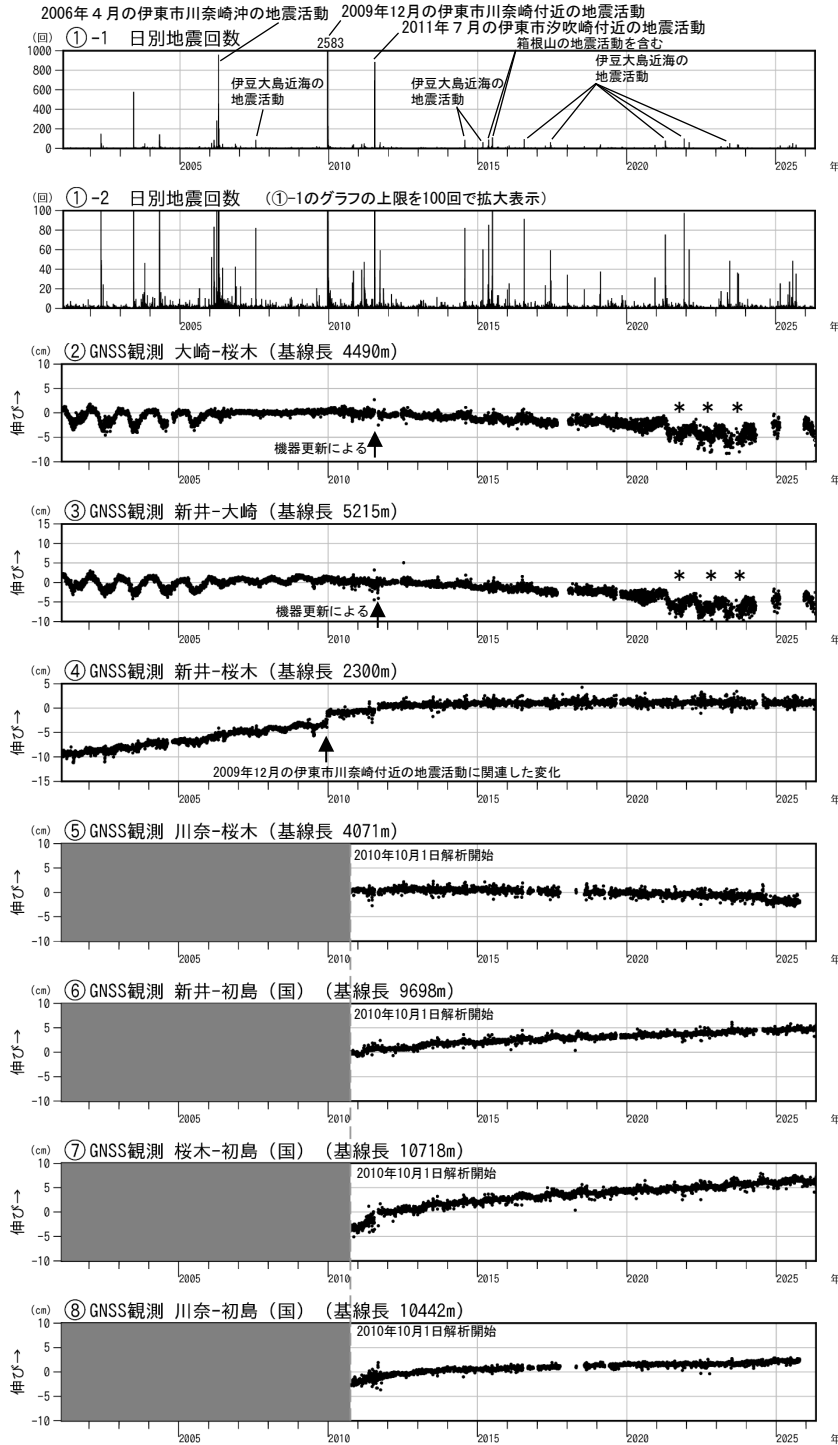 2006年４月の伊東市川奈崎沖の地震活動
2009年12月の伊東市川奈崎付近の地震活動
2011年７月の伊東市汐吹崎付近の地震活動
(回) ①-1 日別地震回数
2583
箱根山の地震活動を含む
伊豆大島近海の
地震活動
伊豆大島近海の
地震活動
伊豆大島近海の
地震活動
1000
800
600
400
200
0
2005 2010 2015 2020 2025 年
(回) ①-2 日別地震回数 （①-1のグラフの上限を100回で拡大表示）
100
80
60
40
20
0
2005 2010 2015 2020 2025 年
(cm) ②GNSS観測 大崎-桜木（基線長 4490m）
伸び→
10
5
0
-5
-10
* * *
機器更新による
2005 2010 2015 2020 2025 年
(cm) ③GNSS観測 新井-大崎（基線長 5215m）
伸び→
15
10
5
0
-5
-10
* * *
機器更新による
2005 2010 2015 2020 2025 年
(cm) ④GNSS観測 新井-桜木（基線長 2300m）
伸び→
5
0
-5
-10
-15
2009年12月の伊東市川奈崎付近の地震活動に関連した変化
2005 2010 2015 2020 2025 年
(cm) ⑤GNSS観測 川奈-桜木（基線長 4071m）
2010年10月1日解析開始
伸び→
10
5
0
-5
-10
2005 2010 2015 2020 2025 年
(cm) ⑥GNSS観測 新井-初島（国）（基線長 9698m）
2010年10月1日解析開始
伸び→
10
5
0
-5
-10
2005 2010 2015 2020 2025 年
(cm) ⑦GNSS観測 桜木-初島（国）（基線長 10718m）
2010年10月1日解析開始
伸び→
10
5
0
-5
-10
2005 2010 2015 2020 2025 年
(cm) ⑧GNSS観測 川奈-初島（国）（基線長 10442m）
2010年10月1日解析開始
伸び→
10
5
0
-5
-10
2005 2010 2015 2020 2025 年